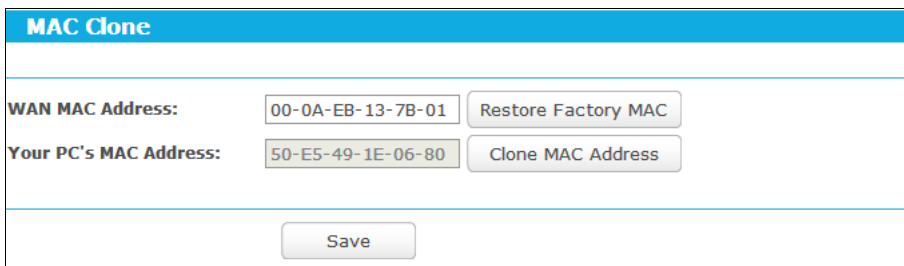 MAC Clone
WAN MAC Address: 00-0A-EB-13-7B-01 Restore Factory MAC
Your PC's MAC Address: 50-E5-49-1E-06-80 Clone MAC Address
Save